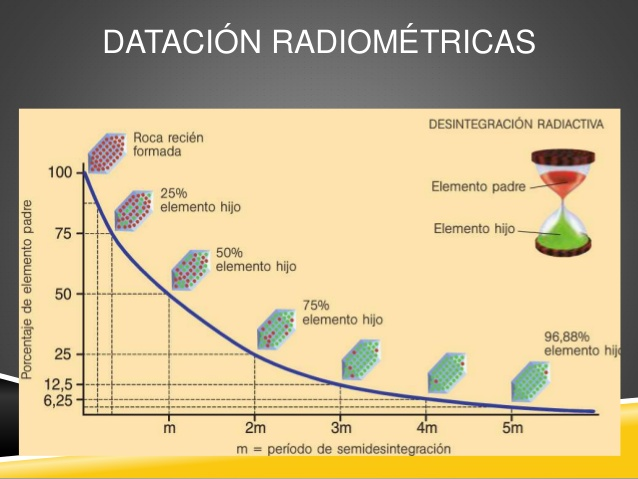 DATACIÓN RADIOMÉTRICAS
DESINTEGRACIÓN RADIACTIVA
Roca recién
formada
100
Elemento padre
25%
elemento hijo
Elemento hijo
75
50%
elemento hijo
50
75%
elemento hijo
96,88%
elemento hijo
25
12,5
6,25
Porcentaje de elemento padre
m
2m
3m
4m
5m
m = período de semidesintegración